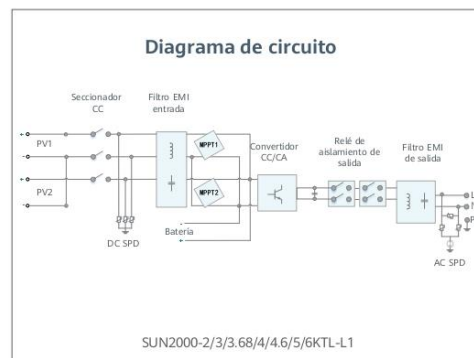 Diagrama de circuito
Seccionador
CC
Filtro EMI
entrada
PV1
PV2
+
-
+
-
MPPT1
MPPT2
DC SPD
Batería
-
+
Convertidor
CC/CA
Relé de
aislamiento de
salida
Filtro EMI
de salida
L
AC SPD
SUN2000-2/3/3.68/4/4.6/5/6KTL-L1